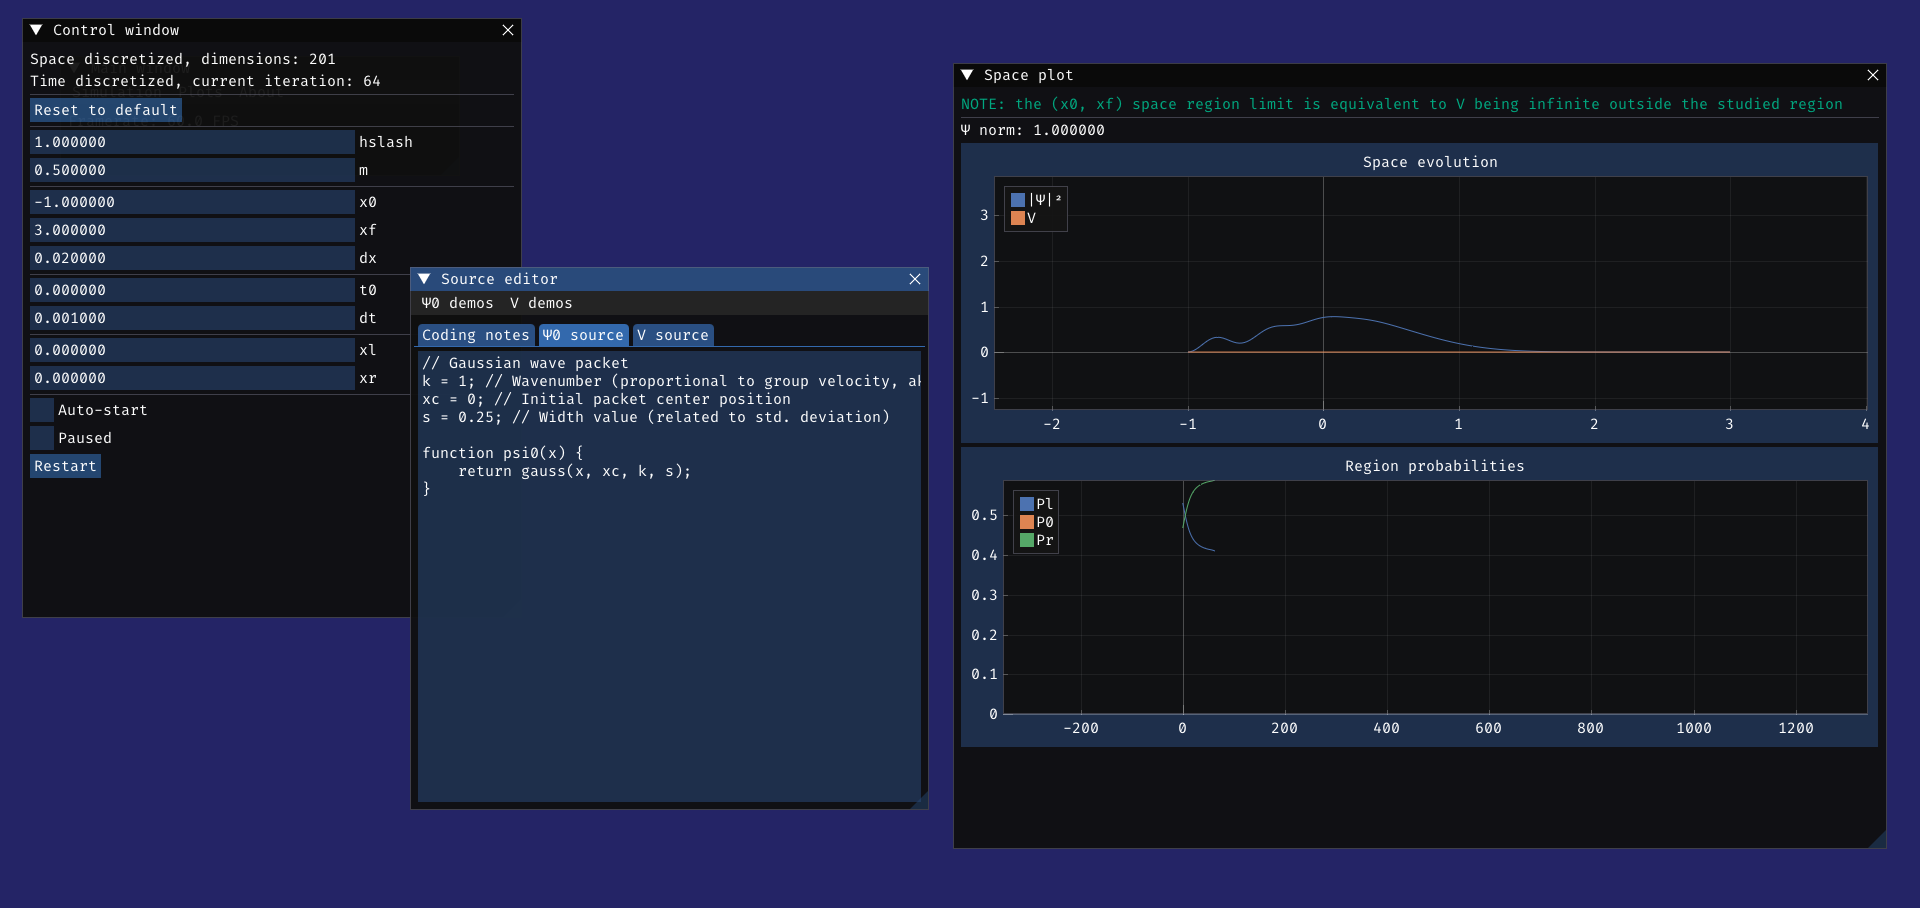 Control window
Space discretized, dimensions: 201
Time discretized, current iteration: 64
Reset to default
1.000000 hslash
0.500000 m
-1.000000 x0
3.000000 xf
0.020000 dx
0.000000 t0
0.001000 dt
0.000000 xl
0.000000 xr
Auto-start
Paused
Restart
Source editor
Ψ0 demos V demos
Coding notes Ψ0 source V source
// Gaussian wave packet
k = 1; // Wavenumber (proportional to group velocity,
xc = 0; // Initial packet center position
s = 0.25; // Width value (related to std. deviation)
function psi0(x) {
return gauss(x, xc, k, s);
}
Space plot
NOTE: the (x0, xf) space region limit is equivalent to V being infinite outside the studied region
Ψ norm: 1.000000
Space evolution
|Ψ|²
V
3
2
1
0
-1
-2 -1 0 1 2 3 4
Region probabilities
Pl
P0
Pr
0.5
0.4
0.3
0.2
0.1
0
-200 0 200 400 600 800 1000 1200